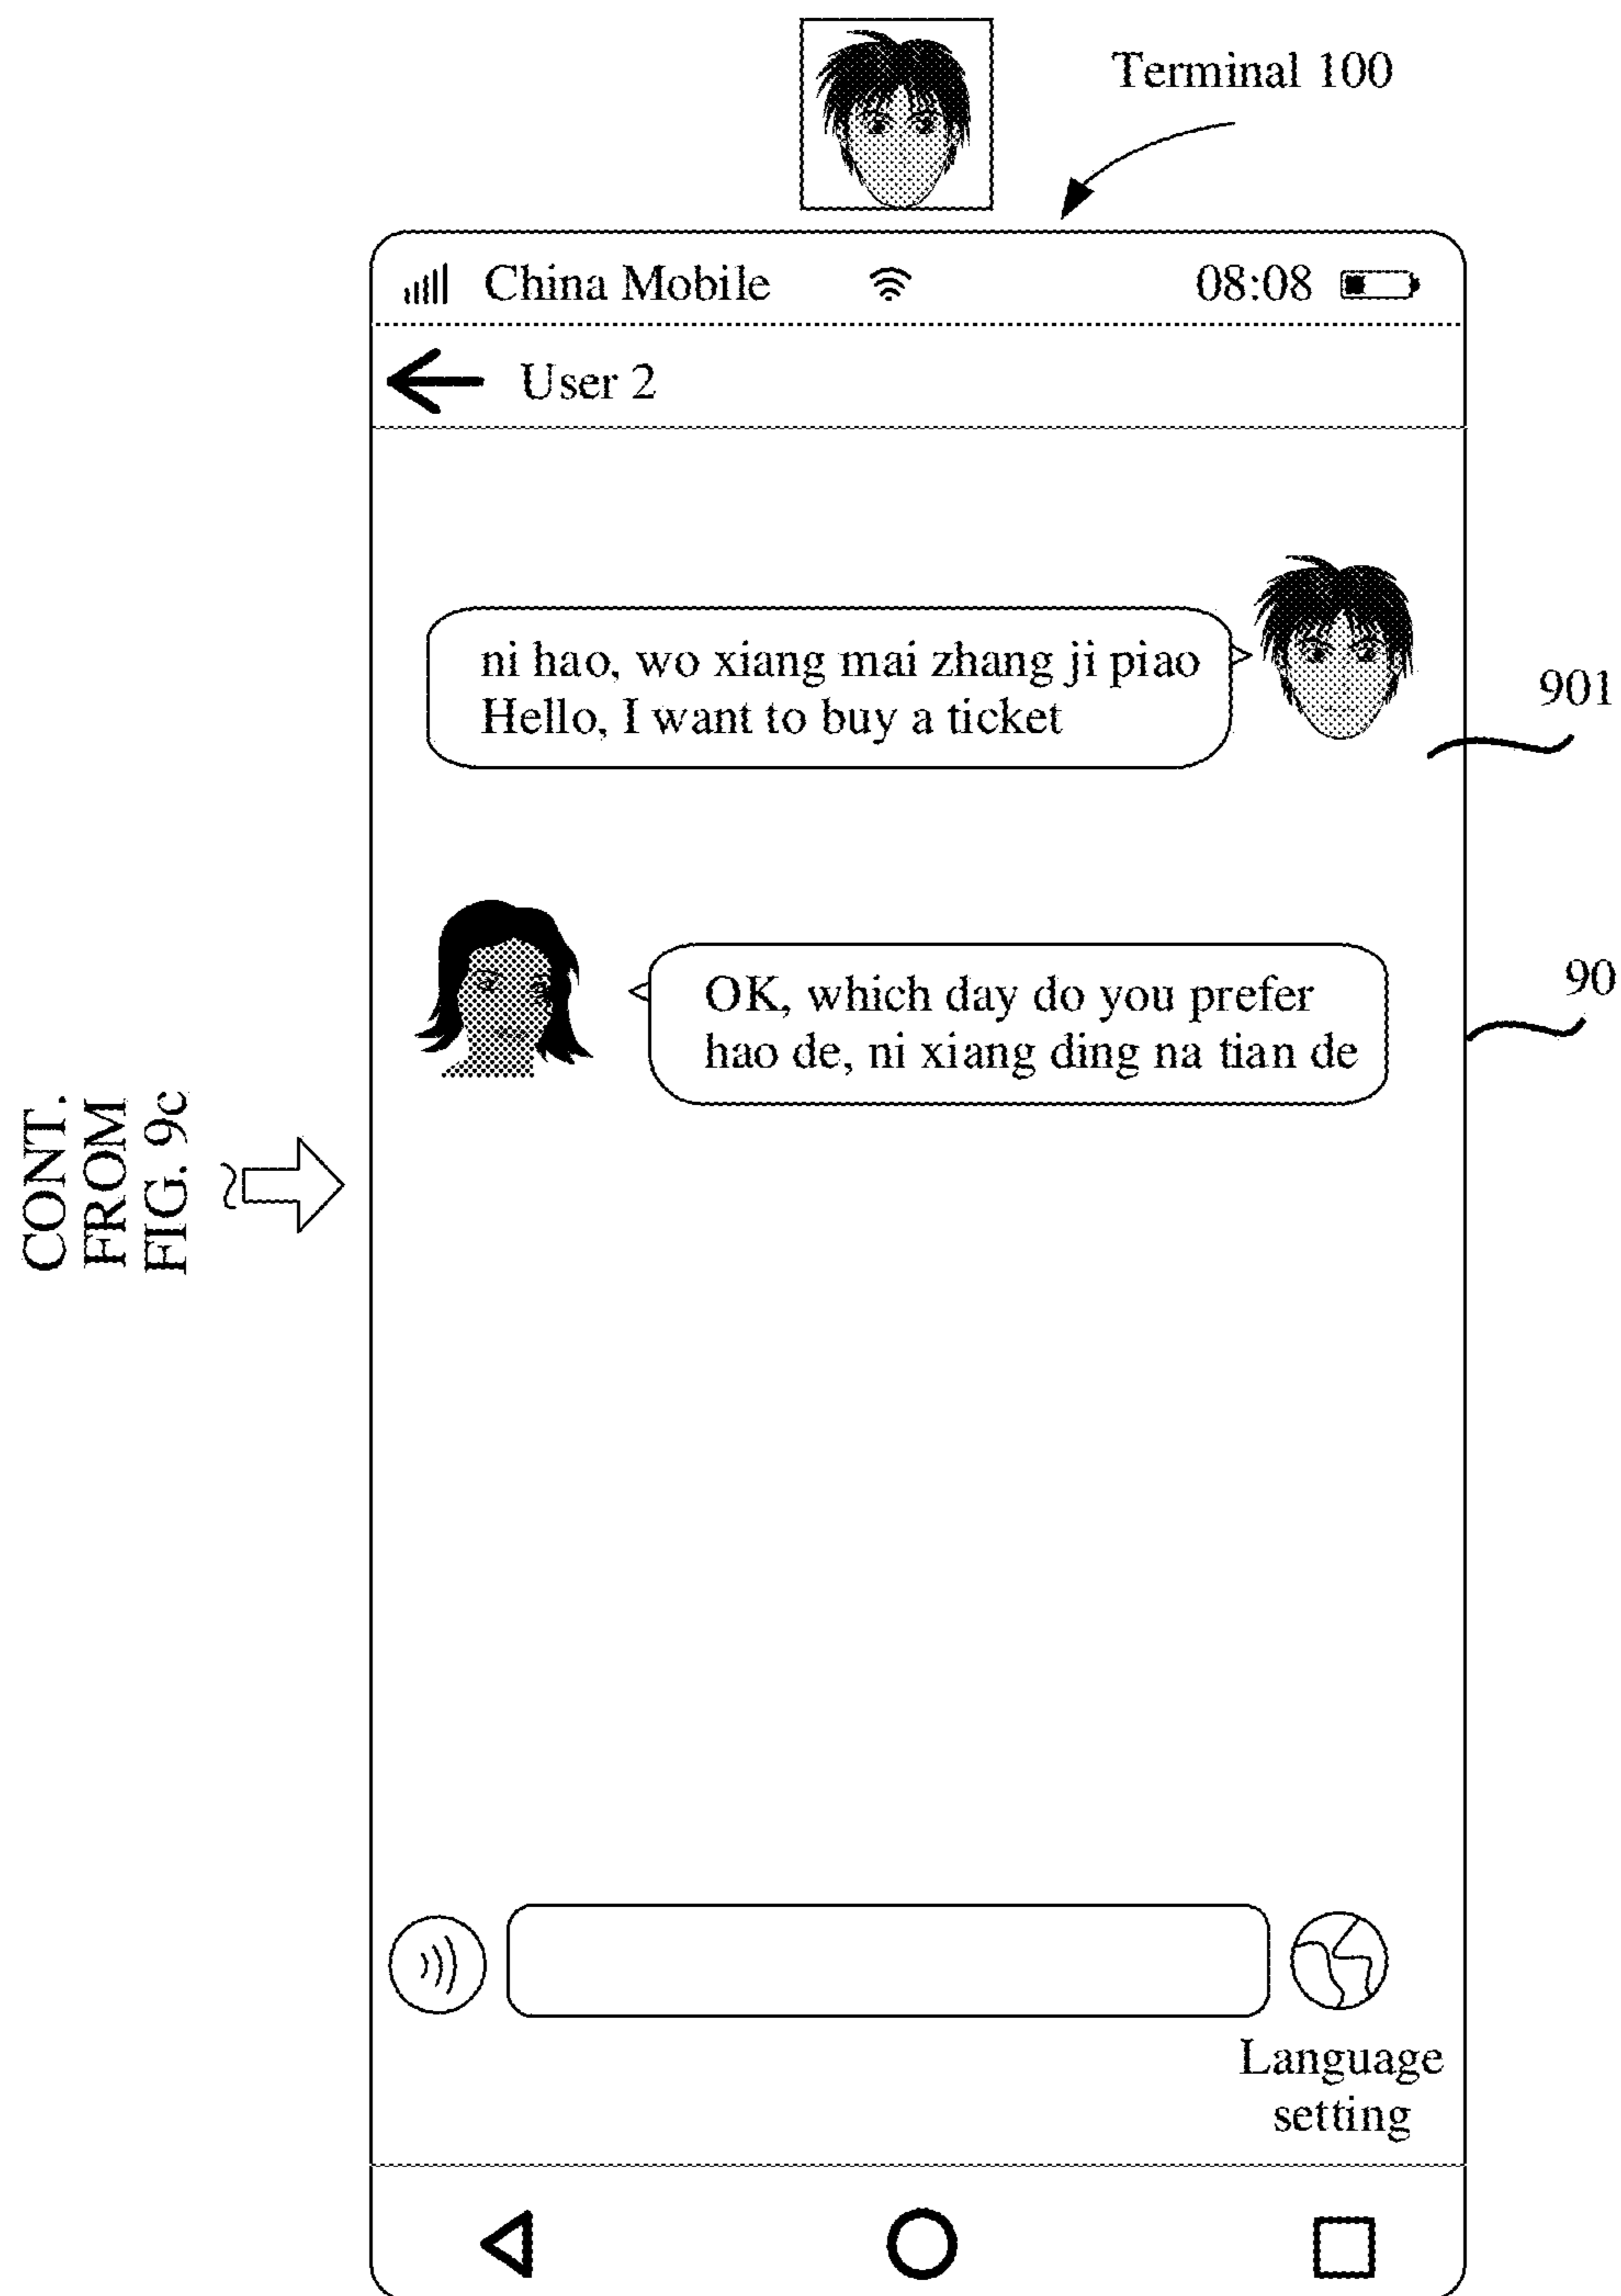 Terminal 100
China Mobile 08:08
User 2
ni hao, wo xiang mai zhang ji piao
Hello, I want to buy a ticket
901
OK, which day do you prefer
hao de, ni xiang ding na tian de
90
CONT.
FROM
FIG. 9c
Language
setting